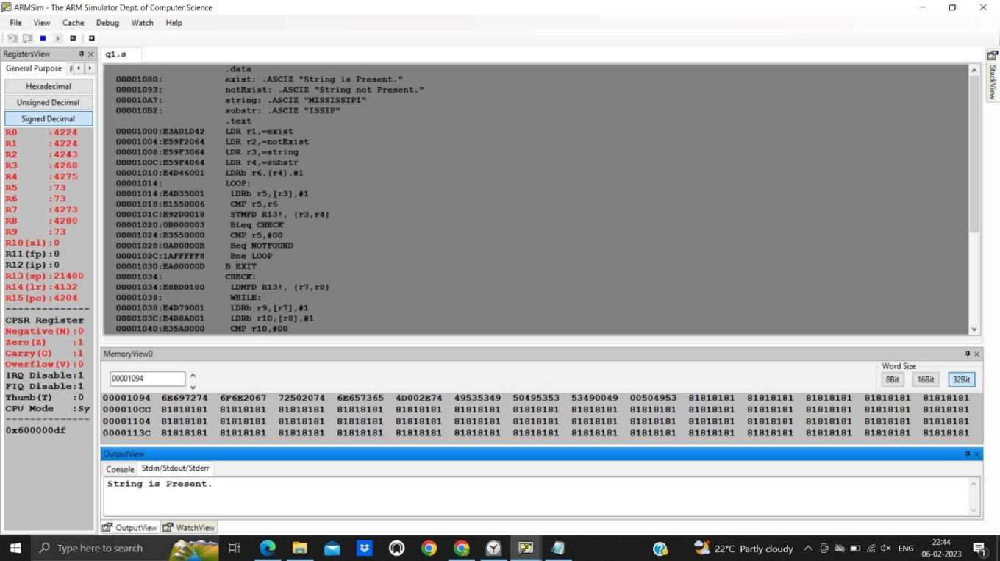 ARMSim - The ARM Simulator Dept. of Computer Science
File View Cache Debug Watch Help
RegistersView
General Purpose
Hexadecimal
Unsigned Decimal
Signed Decimal
R0 :4224
R1 :4224
R2 :4243
R3 :4268
R4 :4275
R5 :73
R6 :73
R7 :4273
R8 :4280
R9 :73
R10(sl):0
R11(fp):0
R12(ip):0
R13(sp):21480
R14(lr):4132
R15(pc):4204
CPSR Register
Negative(N):0
Zero(Z) :1
Carry(C) :1
Overflow(V):0
IRQ Disable:1
FIQ Disable:1
Thumb(T) :0
CPU Mode :Sy
0x600000df
q1.s
.data
00001080: exist: .ASCIZ "String is Present."
00001093: notExist: .ASCIZ "String not Present."
000010A7: string: .ASCIZ "MISSISSIPI"
000010B2: substr: .ASCIZ "ISSIP"
.text
00001000:E3A01D42 LDR r1,=exist
00001004:E59F2064 LDR r2,=notExist
00001008:E59F3064 LDR r3,=string
0000100C:E59F4064 LDR r4,=substr
00001010:E4D46001 LDRb r6,[r4],#1
00001014: LOOP:
00001014:E4D35001 LDRb r5,[r3],#1
00001018:E1550006 CMP r5,r6
0000101C:E92D0018 STMFD R13!, {r3,r4}
00001020:0B000003 BLeq CHECK
00001024:E3550000 CMP r5,#00
00001028:0A00000B Beq NOTFOUND
0000102C:1AFFFFF8 Bne LOOP
00001030:EA00000D B EXIT
00001034: CHECK:
00001034:E8BD0180 LDMFD R13!, {r7,r8}
00001038: WHILE:
00001038:E4D79001 LDRb r9,[r7],#1
0000103C:E4D8A001 LDRb r10,[r8],#1
00001040:E35A0000 CMP r10,#00
StackView
MemoryView0
00001094
Word Size
8Bit 16Bit 32Bit
00001094 6E697274 6F6E2067 72502074 6E657365 4D002E74 49535349 50495353 53490049 00504953 81818181 81818181 81818181 81818181 81818181
000010CC 81818181 81818181 81818181 81818181 81818181 81818181 81818181 81818181 81818181 81818181 81818181 81818181 81818181 81818181
00001104 81818181 81818181 81818181 81818181 81818181 81818181 81818181 81818181 81818181 81818181 81818181 81818181 81818181 81818181
0000113C 81818181 81818181 81818181 81818181 81818181 81818181 81818181 81818181 81818181 81818181 81818181 81818181 81818181 81818181
OutputView
Console Stdin/Stdout/Stderr
String is Present.
OutputView WatchView
Type here to search
22°C Partly cloudy
ENG
22:44
06-02-2023